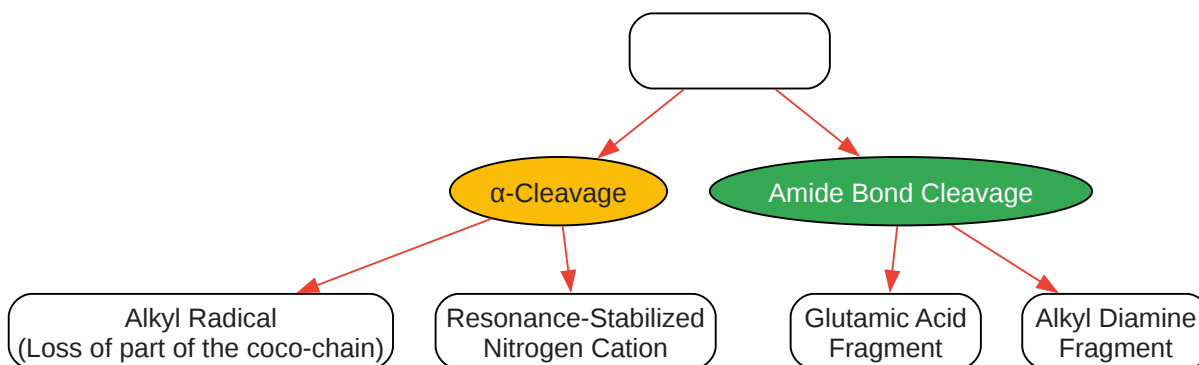 α-Cleavage
Amide Bond Cleavage
Alkyl Radical
(Loss of part of the coco-chain)
Resonance-Stabilized
Nitrogen Cation
Glutamic Acid
Fragment
Alkyl Diamine
Fragment